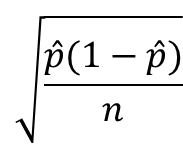 √(p̂(1 − p̂)/n)